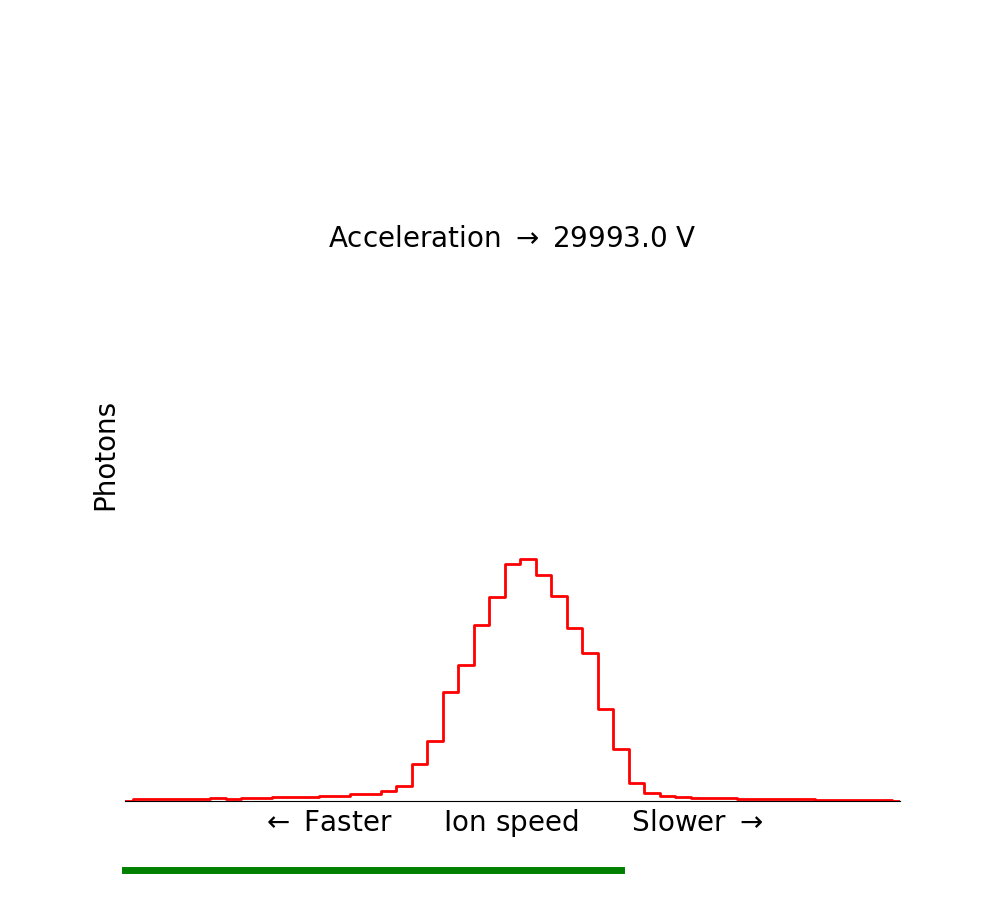 Acceleration → 29993.0 V
Photons
← Faster Ion speed Slower →